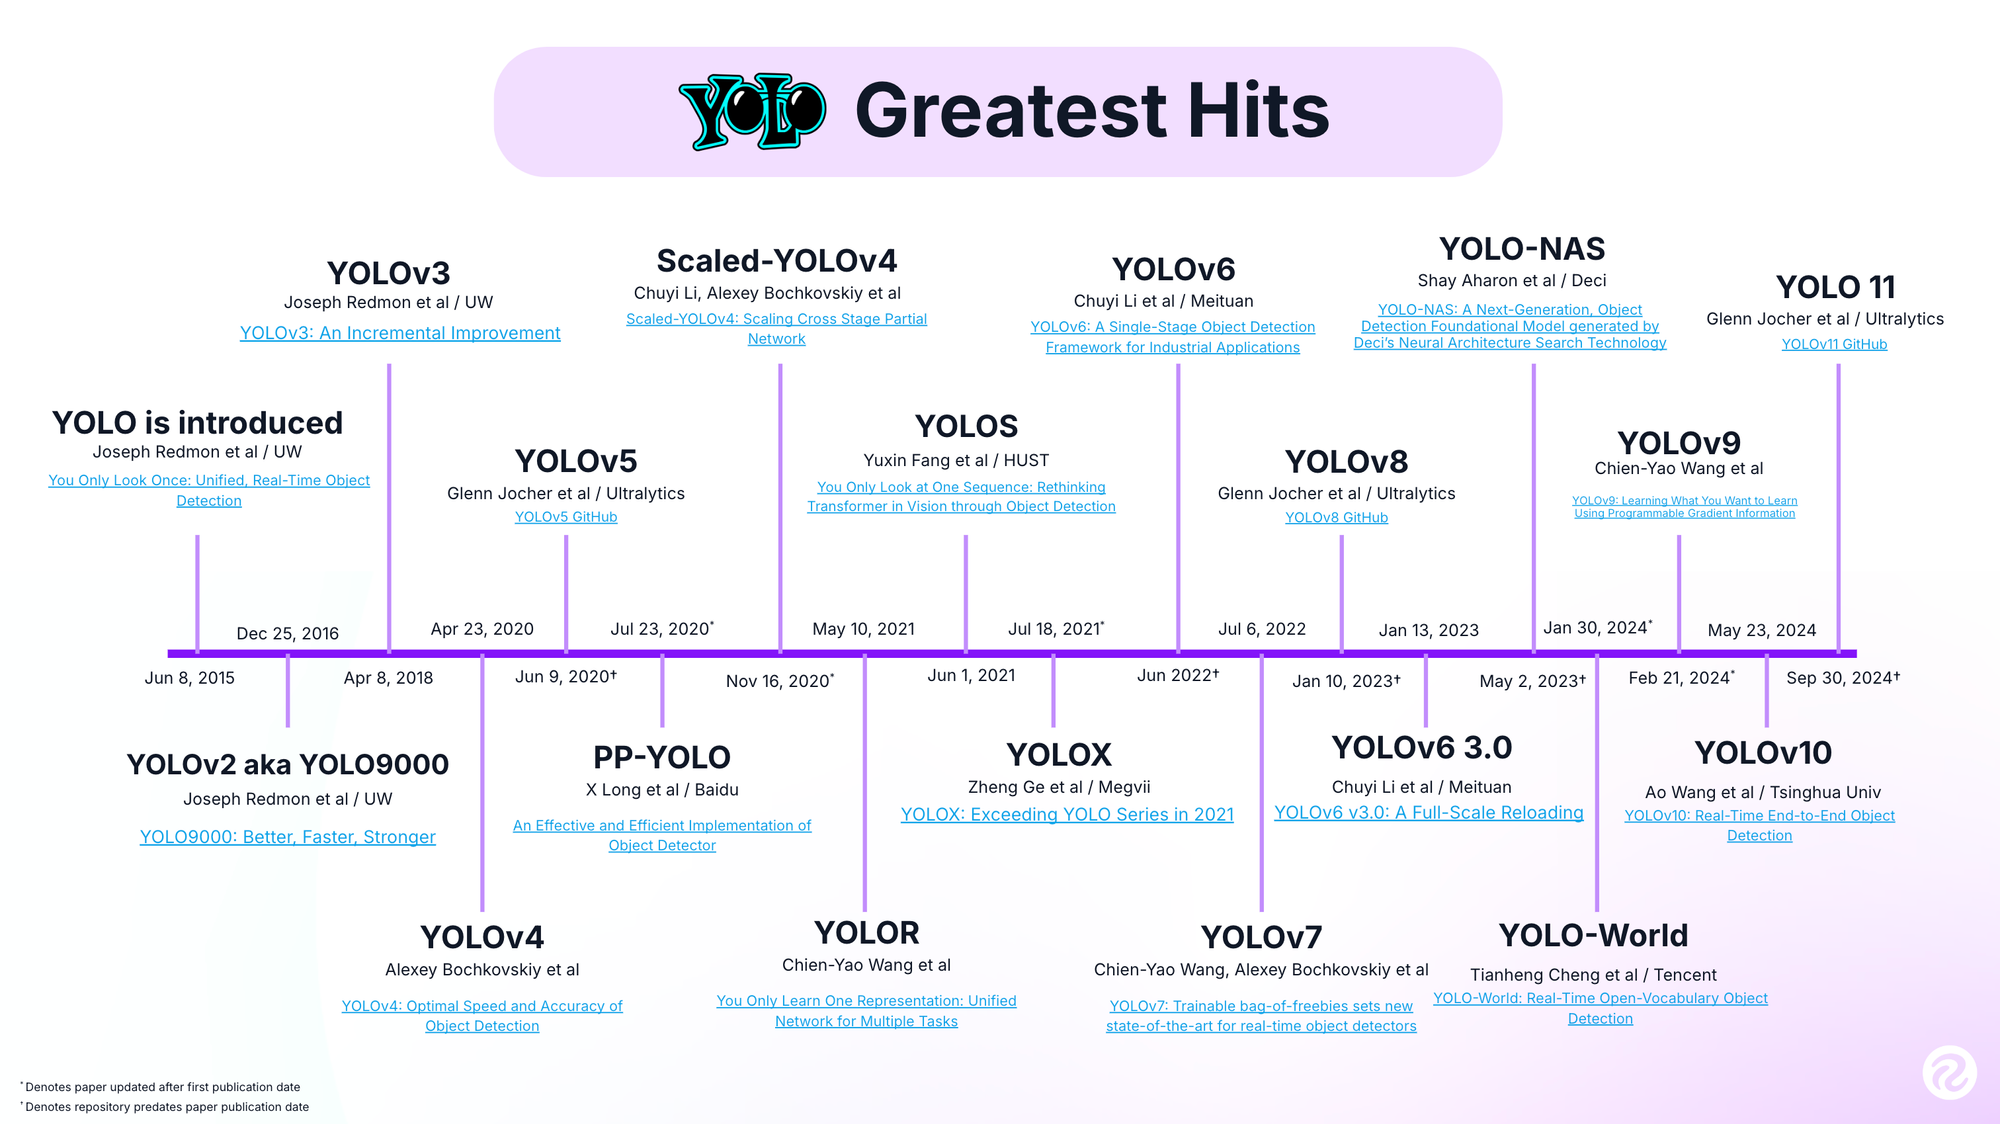 YOLO Greatest Hits
YOLO-NAS
Shay Aharon et al / Deci
YOLO-NAS: A Next-Generation, Object
Detection Foundational Model generated by
Deci’s Neural Architecture Search Technology
Scaled-YOLOv4
Chuyi Li, Alexey Bochkovskiy et al
Scaled-YOLOv4: Scaling Cross Stage Partial
Network
YOLOv3
Joseph Redmon et al / UW
YOLOv3: An Incremental Improvement
YOLOv6
Chuyi Li et al / Meituan
YOLOv6: A Single-Stage Object Detection
Framework for Industrial Applications
YOLO 11
Glenn Jocher et al / Ultralytics
YOLOv11 GitHub
YOLO is introduced
Joseph Redmon et al / UW
You Only Look Once: Unified, Real-Time Object
Detection
YOLOv5
Glenn Jocher et al / Ultralytics
YOLOv5 GitHub
YOLOS
Yuxin Fang et al / HUST
You Only Look at One Sequence: Rethinking
Transformer in Vision through Object Detection
YOLOv8
Glenn Jocher et al / Ultralytics
YOLOv8 GitHub
YOLOv9
Chien-Yao Wang et al
YOLOv9: Learning What You Want to Learn
Using Programmable Gradient Information
Dec 25, 2016
Apr 23, 2020
Jul 23, 2020*
May 10, 2021
Jul 18, 2021*
Jul 6, 2022
Jan 13, 2023
Jan 30, 2024*
May 23, 2024
Jun 8, 2015
Apr 8, 2018
Jun 9, 2020†
Nov 16, 2020*
Jun 1, 2021
Jun 2022†
Jan 10, 2023†
May 2, 2023†
Feb 21, 2024*
Sep 30, 2024†
YOLOv2 aka YOLO9000
Joseph Redmon et al / UW
YOLO9000: Better, Faster, Stronger
PP-YOLO
X Long et al / Baidu
An Effective and Efficient Implementation of
Object Detector
YOLOX
Zheng Ge et al / Megvii
YOLOX: Exceeding YOLO Series in 2021
YOLOv6 3.0
Chuyi Li et al / Meituan
YOLOv6 v3.0: A Full-Scale Reloading
YOLOv10
Ao Wang et al / Tsinghua Univ
YOLOv10: Real-Time End-to-End Object
Detection
YOLOv4
Alexey Bochkovskiy et al
YOLOv4: Optimal Speed and Accuracy of
Object Detection
YOLOR
Chien-Yao Wang et al
You Only Learn One Representation: Unified
Network for Multiple Tasks
YOLOv7
Chien-Yao Wang, Alexey Bochkovskiy et al
YOLOv7: Trainable bag-of-freebies sets new
state-of-the-art for real-time object detectors
YOLO-World
Tianheng Cheng et al / Tencent
YOLO-World: Real-Time Open-Vocabulary Object
Detection
* Denotes paper updated after first publication date
† Denotes repository predates paper publication date